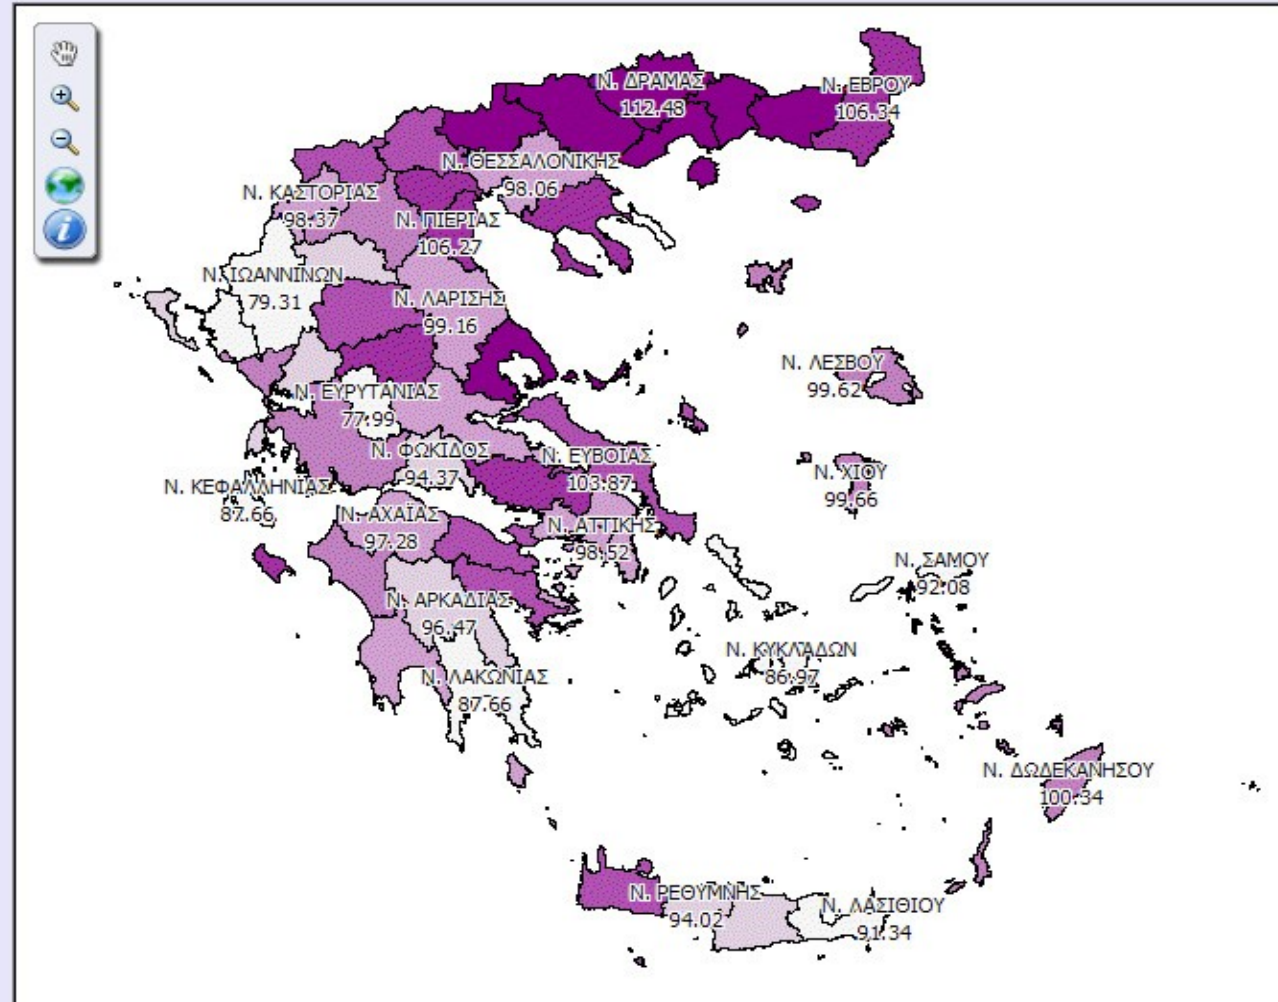 Ν. ΔΡΑΜΑΣ
112.48
Ν. ΕΒΡΟΥ
106.34
Ν. ΘΕΣΣΑΛΟΝΙΚΗΣ
98.06
Ν. ΚΑΣΤΟΡΙΑΣ
98.37
Ν. ΠΙΕΡΙΑΣ
106.27
Ν. ΙΩΑΝΝΙΝΩΝ
79.31
Ν. ΛΑΡΙΣΗΣ
99.16
Ν. ΛΕΣΒΟΥ
99.62
Ν. ΕΥΡΥΤΑΝΙΑΣ
77.99
Ν. ΦΩΚΙΔΟΣ
94.37
Ν. ΕΥΒΟΙΑΣ
103.87
Ν. ΧΙΟΥ
99.66
Ν. ΚΕΦΑΛΛΗΝΙΑΣ
87.66
Ν. ΑΧΑΪΑΣ
97.28
Ν. ΑΤΤΙΚΗΣ
98.52
Ν. ΣΑΜΟΥ
92.08
Ν. ΑΡΚΑΔΙΑΣ
96.47
Ν. ΚΥΚΛΑΔΩΝ
86.97
Ν. ΛΑΚΩΝΙΑΣ
87.66
Ν. ΔΩΔΕΚΑΝΗΣΟΥ
100.34
Ν. ΡΕΘΥΜΝΗΣ
94.02
Ν. ΛΑΣΙΘΙΟΥ
91.34